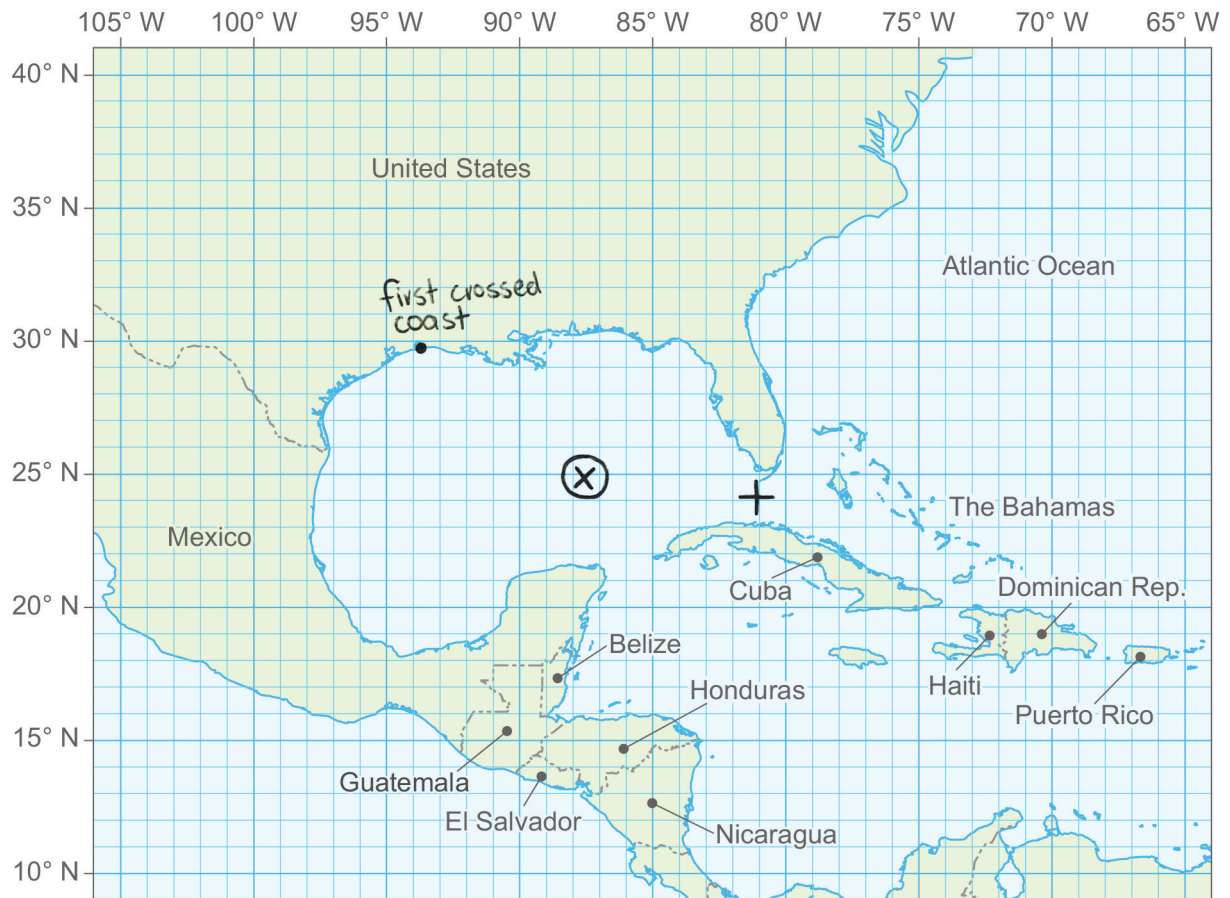 105° W 100° W 95° W 90° W 85° W 80° W 75° W 70° W 65° W
40° N
United States
35° N
Atlantic Ocean
first crossed
coast
30° N
25° N
The Bahamas
Mexico
Cuba
Dominican Rep.
20° N
Belize
Haiti
Honduras
Puerto Rico
15° N
Guatemala
El Salvador
Nicaragua
10° N